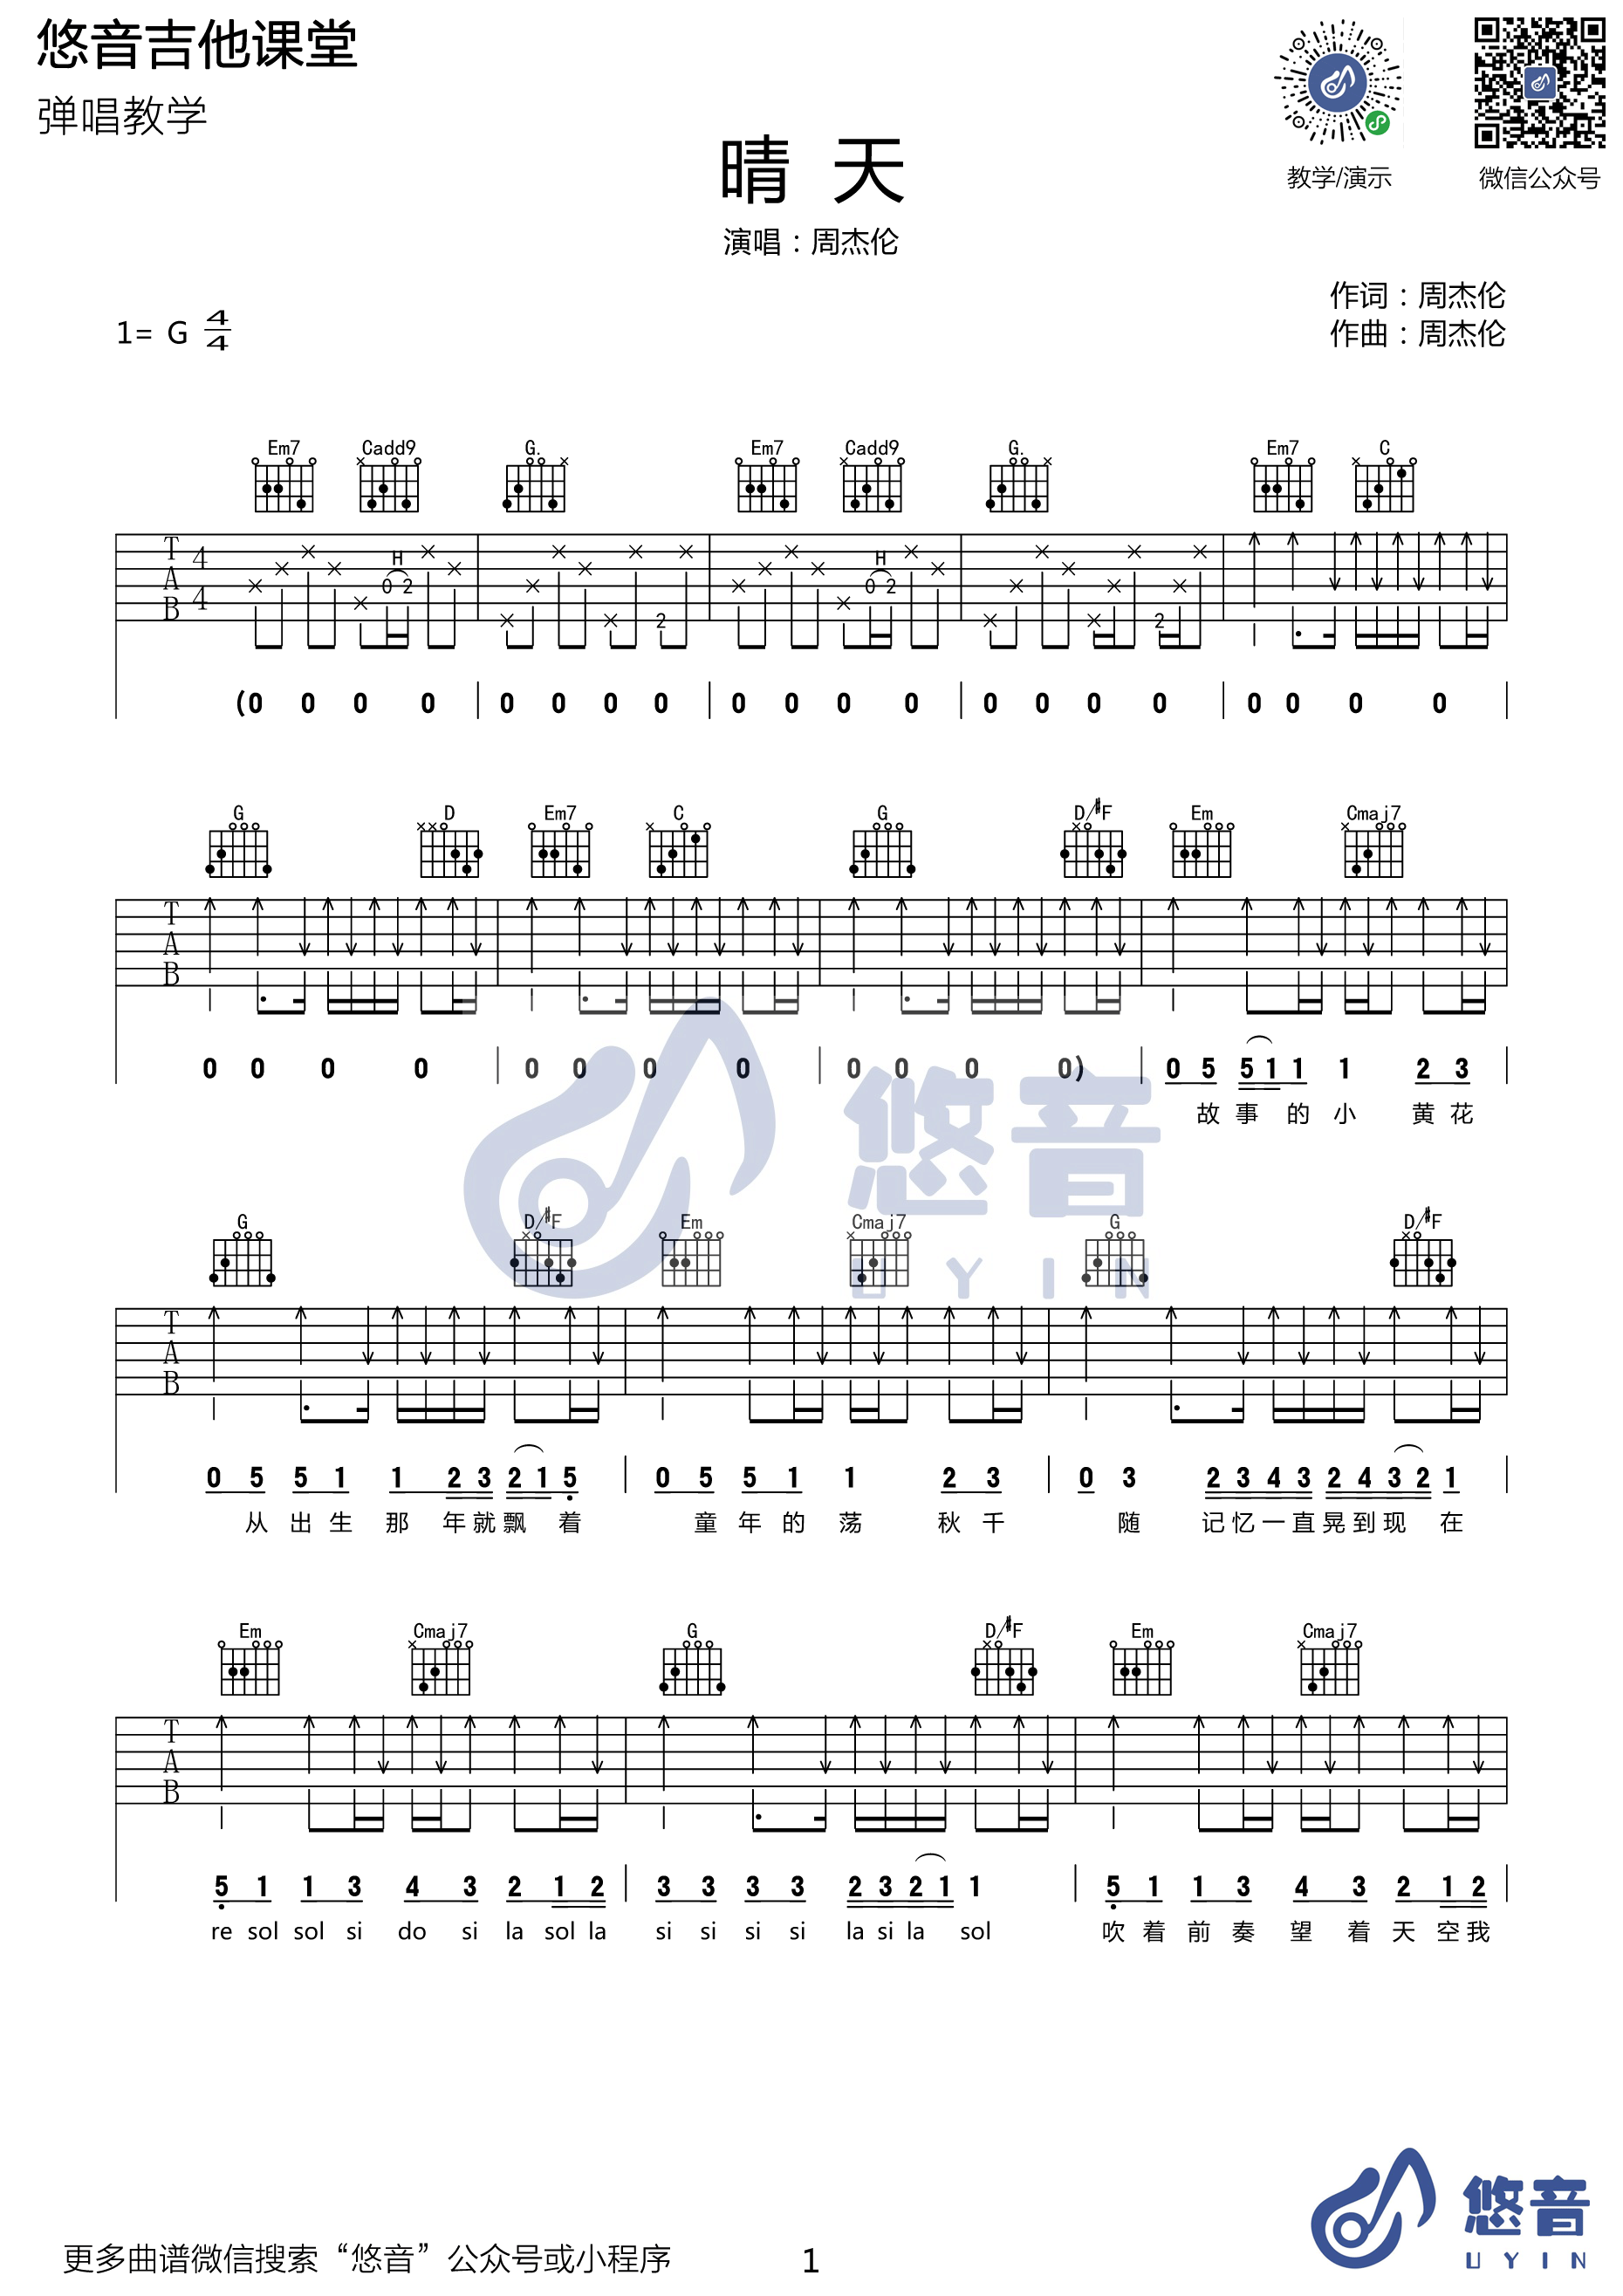 悠音吉他课堂
弹唱教学
教学/演示
微信公众号
晴 天
演唱：周杰伦
作词：周杰伦
作曲：周杰伦
1= G 4/4
Em7 Cadd9 G. Em7 Cadd9 G. Em7 C
H H
T A B 4 4 0 2 2 0 2 2
(0 0 0 0 | 0 0 0 0 | 0 0 0 0 | 0 0 0 0 | 0 0 0 0 |
G D Em7 C G D/#F Em Cmaj7
T A B
0 0 0 0 | 0 0 0 0 | 0 0 0 0) | 0 5 5 1 1 1 2 3 |
故 事 的 小 黄 花
悠音
UYIN
G D/#F Em Cmaj7 G D/#F
T A B
0 5 5 1 1 2 3 2 1 5 | 0 5 5 1 1 2 3 | 0 3 2 3 4 3 2 4 3 2 1 |
从 出 生 那 年 就 飘 着 童 年 的 荡 秋 千 随 记 忆 一 直 晃 到 现 在
Em Cmaj7 G D/#F Em Cmaj7
T A B
5 1 1 3 4 3 2 1 2 | 3 3 3 3 2 3 2 1 1 | 5 1 1 3 4 3 2 1 2 |
re sol sol si do si la sol la si si si si la si la sol 吹 着 前 奏 望 着 天 空 我
更多曲谱微信搜索“悠音”公众号或小程序
1
悠音
UYIN